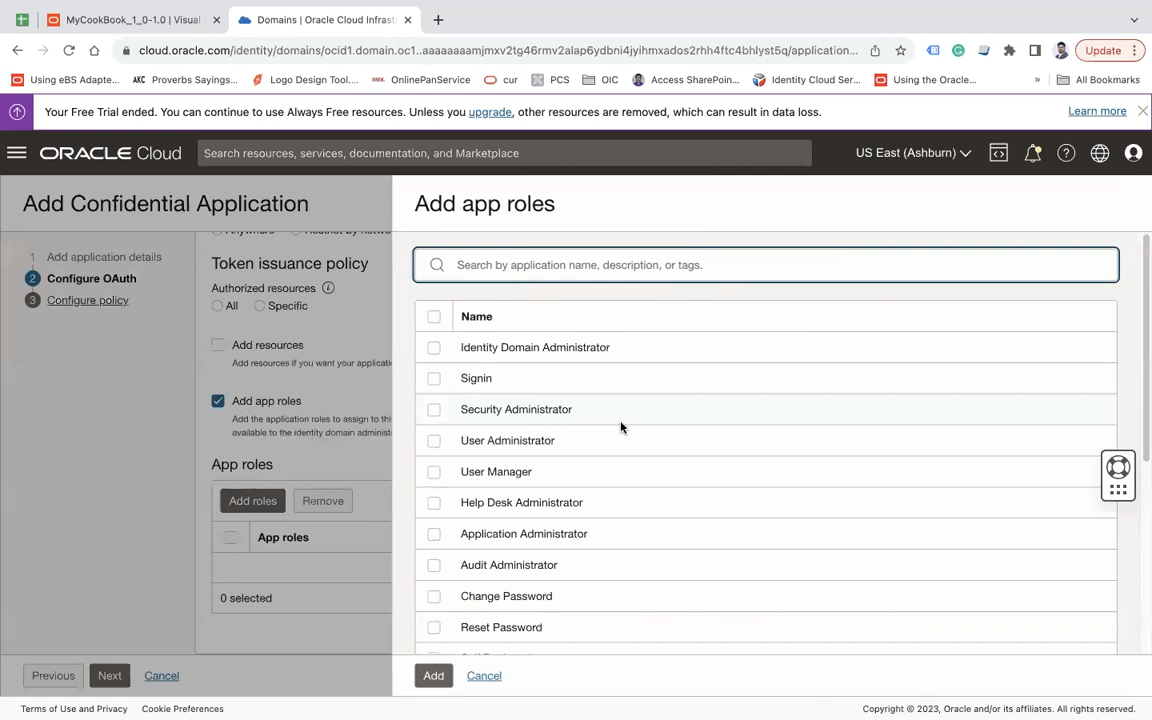 MyCookBook_1_0-1.0 | Visual
Domains | Oracle Cloud Infrast
cloud.oracle.com/identity/domains/ocid1.domain.oc1..aaaaaaaamjmxv2tg46rmv2alap6ydbni4jyihmxados2rhh4ftc4bhlyst5q/application...
Update
Using eBS Adapte...
AKC Proverbs Sayings...
Logo Design Tool....
OnlinePanService
cur
PCS
OIC
Access SharePoin...
Identity Cloud Ser...
Using the Oracle...
»
All Bookmarks
Your Free Trial ended. You can continue to use Always Free resources. Unless you upgrade, other resources are removed, which can result in data loss.
Learn more
ORACLE Cloud
Search resources, services, documentation, and Marketplace
US East (Ashburn)
Add Confidential Application
1 Add application details
2 Configure OAuth
3 Configure policy
Token issuance policy
Authorized resources
All
Specific
Add resources
Add resources if you want your applicati
Add app roles
Add the application roles to assign to thi
available to the identity domain administ
App roles
Add roles
Remove
App roles
0 selected
Previous
Next
Cancel
Add app roles
Search by application name, description, or tags.
Name
Identity Domain Administrator
Signin
Security Administrator
User Administrator
User Manager
Help Desk Administrator
Application Administrator
Audit Administrator
Change Password
Reset Password
Add
Cancel
Terms of Use and Privacy
Cookie Preferences
Copyright © 2023, Oracle and/or its affiliates. All rights reserved.